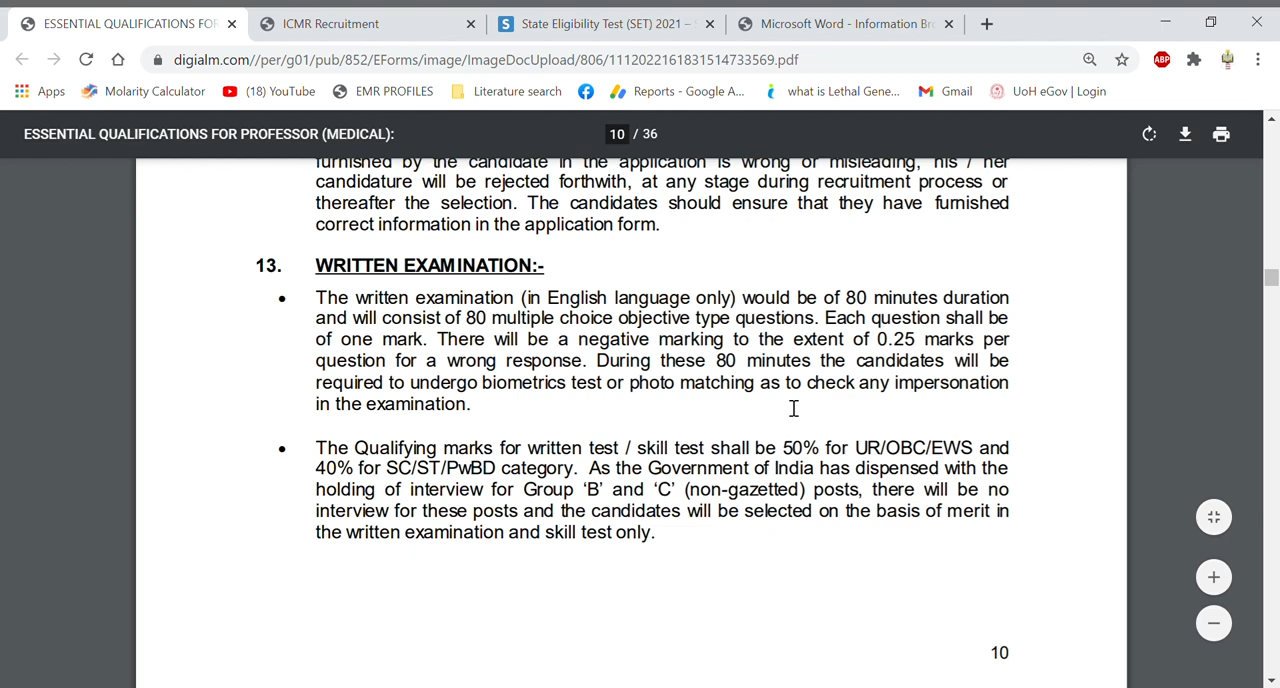 ESSENTIAL QUALIFICATIONS FOR
ICMR Recruitment
State Eligibility Test (SET) 2021 –
Microsoft Word - Information Br
digialm.com//per/g01/pub/852/EForms/image/ImageDocUpload/806/1112022161831514733569.pdf
ABP
Apps
Molarity Calculator
(18) YouTube
EMR PROFILES
Literature search
Reports - Google A...
what is Lethal Gene...
Gmail
UoH eGov | Login
ESSENTIAL QUALIFICATIONS FOR PROFESSOR (MEDICAL):
10 / 36
furnished by the candidate in the application is wrong or misleading, his / her
candidature will be rejected forthwith, at any stage during recruitment process or
thereafter the selection. The candidates should ensure that they have furnished
correct information in the application form.
13. WRITTEN EXAMINATION:-
• The written examination (in English language only) would be of 80 minutes duration
and will consist of 80 multiple choice objective type questions. Each question shall be
of one mark. There will be a negative marking to the extent of 0.25 marks per
question for a wrong response. During these 80 minutes the candidates will be
required to undergo biometrics test or photo matching as to check any impersonation
in the examination.
• The Qualifying marks for written test / skill test shall be 50% for UR/OBC/EWS and
40% for SC/ST/PwBD category. As the Government of India has dispensed with the
holding of interview for Group ‘B’ and ‘C’ (non-gazetted) posts, there will be no
interview for these posts and the candidates will be selected on the basis of merit in
the written examination and skill test only.
10